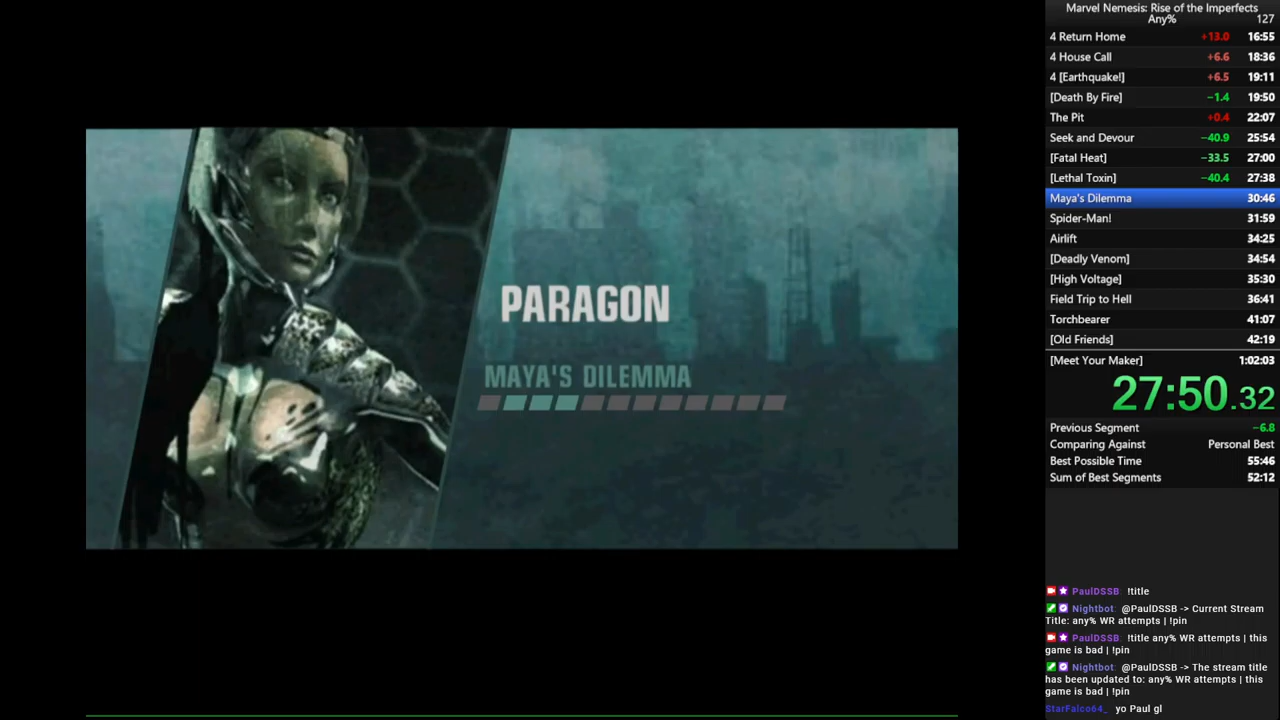 Marvel Nemesis: Rise of the Imperfects
Any% 127
4 Return Home +13.0 16:55
4 House Call +6.6 18:36
4 [Earthquake!] +6.5 19:11
[Death By Fire] −1.4 19:50
The Pit +0.4 22:07
Seek and Devour −40.9 25:54
[Fatal Heat] −33.5 27:00
[Lethal Toxin] −40.4 27:38
Maya's Dilemma 30:46
Spider-Man! 31:59
Airlift 34:25
[Deadly Venom] 34:54
[High Voltage] 35:30
Field Trip to Hell 36:41
Torchbearer 41:07
[Old Friends] 42:19
[Meet Your Maker] 1:02:03
27:50.32
Previous Segment −6.8
Comparing Against Personal Best
Best Possible Time 55:46
Sum of Best Segments 52:12
PARAGON
MAYA'S DILEMMA
PaulDSSB: !title
Nightbot: @PaulDSSB -> Current Stream
Title: any% WR attempts | !pin
PaulDSSB: !title any% WR attempts | this
game is bad | !pin
Nightbot: @PaulDSSB -> The stream title
has been updated to: any% WR attempts | this
game is bad | !pin
StarFalco64_: yo Paul gl